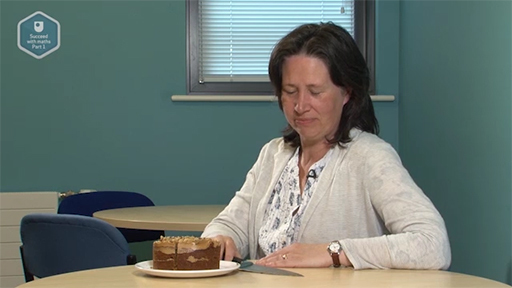 Succeed
with maths
Part 1